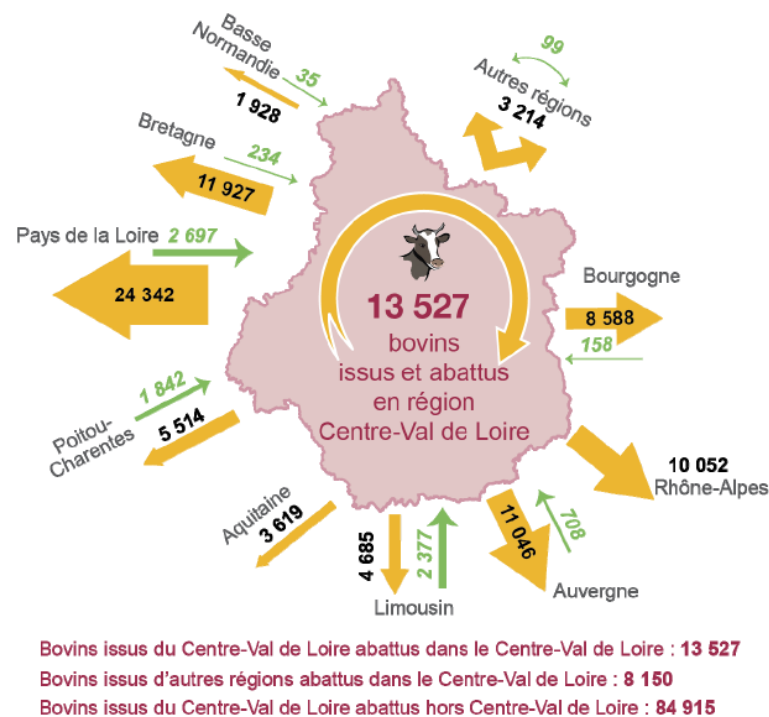 Basse
Normandie
35
1 928
99
Autres régions
3 214
Bretagne
234
11 927
Pays de la Loire
2 697
24 342
Bourgogne
8 588
158
13 527
bovins
issus et abattus
en région
Centre-Val de Loire
1 842
Poitou-
Charentes
5 514
10 052
Rhône-Alpes
Aquitaine
3 619
4 685
2 377
Limousin
11 046
708
Auvergne
Bovins issus du Centre-Val de Loire abattus dans le Centre-Val de Loire : 13 527
Bovins issus d'autres régions abattus dans le Centre-Val de Loire : 8 150
Bovins issus du Centre-Val de Loire abattus hors Centre-Val de Loire : 84 915